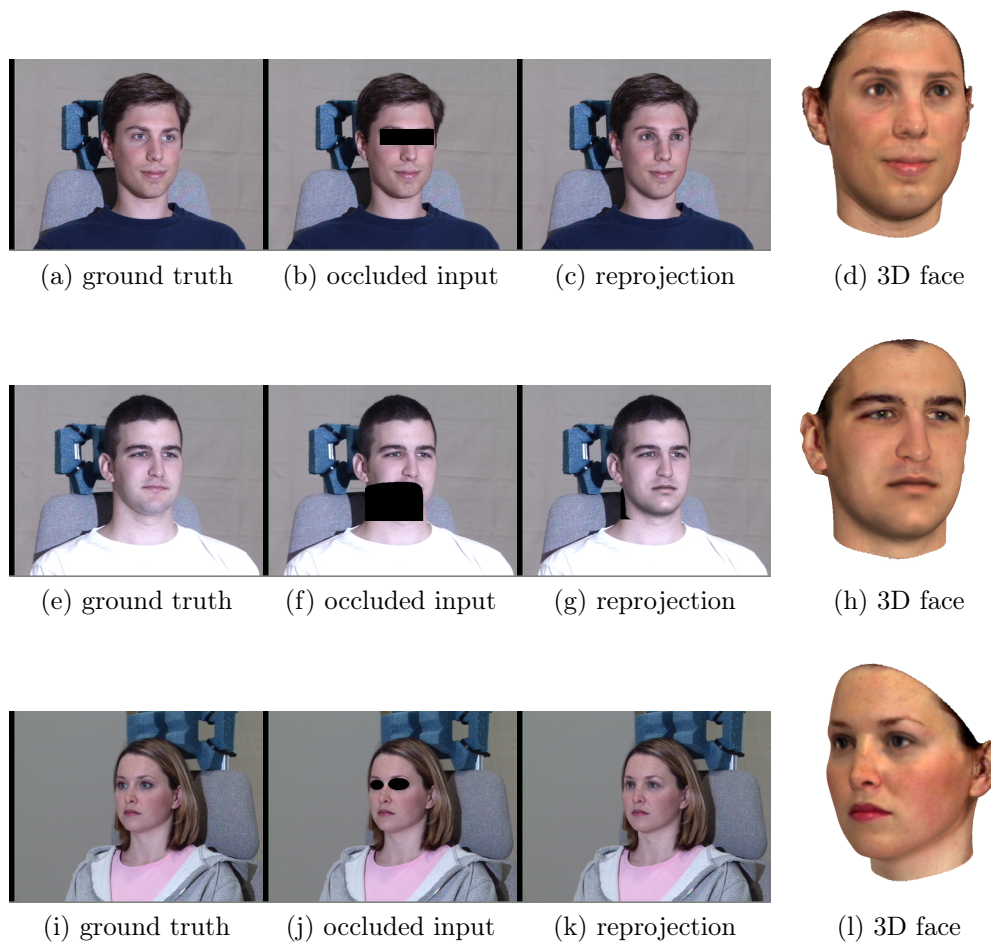 (a) ground truth (b) occluded input (c) reprojection (d) 3D face
(e) ground truth (f) occluded input (g) reprojection (h) 3D face
(i) ground truth (j) occluded input (k) reprojection (l) 3D face